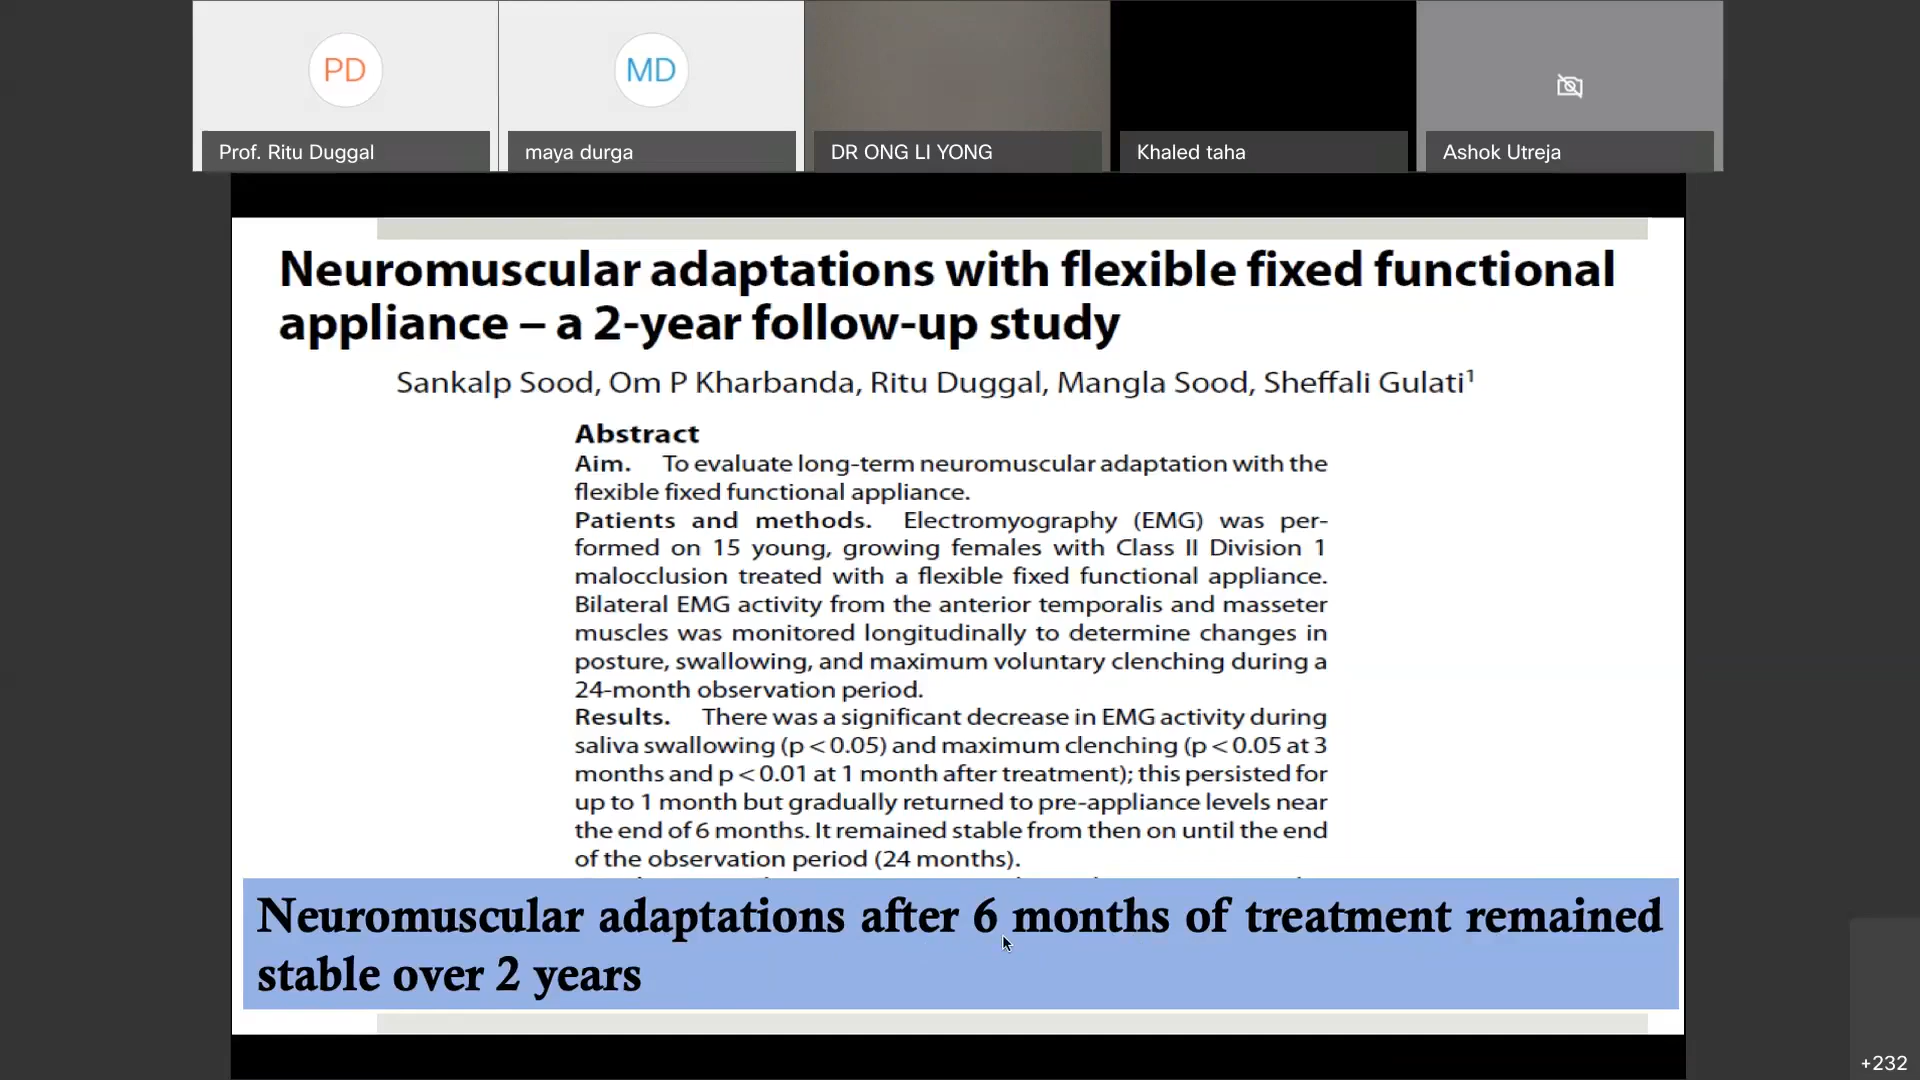 PD
MD
Prof. Ritu Duggal
maya durga
DR ONG LI YONG
Khaled taha
Ashok Utreja
Neuromuscular adaptations with flexible fixed functional
appliance – a 2-year follow-up study
Sankalp Sood, Om P Kharbanda, Ritu Duggal, Mangla Sood, Sheffali Gulati¹
Abstract
Aim. To evaluate long-term neuromuscular adaptation with the
flexible fixed functional appliance.
Patients and methods. Electromyography (EMG) was per-
formed on 15 young, growing females with Class II Division 1
malocclusion treated with a flexible fixed functional appliance.
Bilateral EMG activity from the anterior temporalis and masseter
muscles was monitored longitudinally to determine changes in
posture, swallowing, and maximum voluntary clenching during a
24-month observation period.
Results. There was a significant decrease in EMG activity during
saliva swallowing (p < 0.05) and maximum clenching (p < 0.05 at 3
months and p < 0.01 at 1 month after treatment); this persisted for
up to 1 month but gradually returned to pre-appliance levels near
the end of 6 months. It remained stable from then on until the end
of the observation period (24 months).
Neuromuscular adaptations after 6 months of treatment remained
stable over 2 years
+232